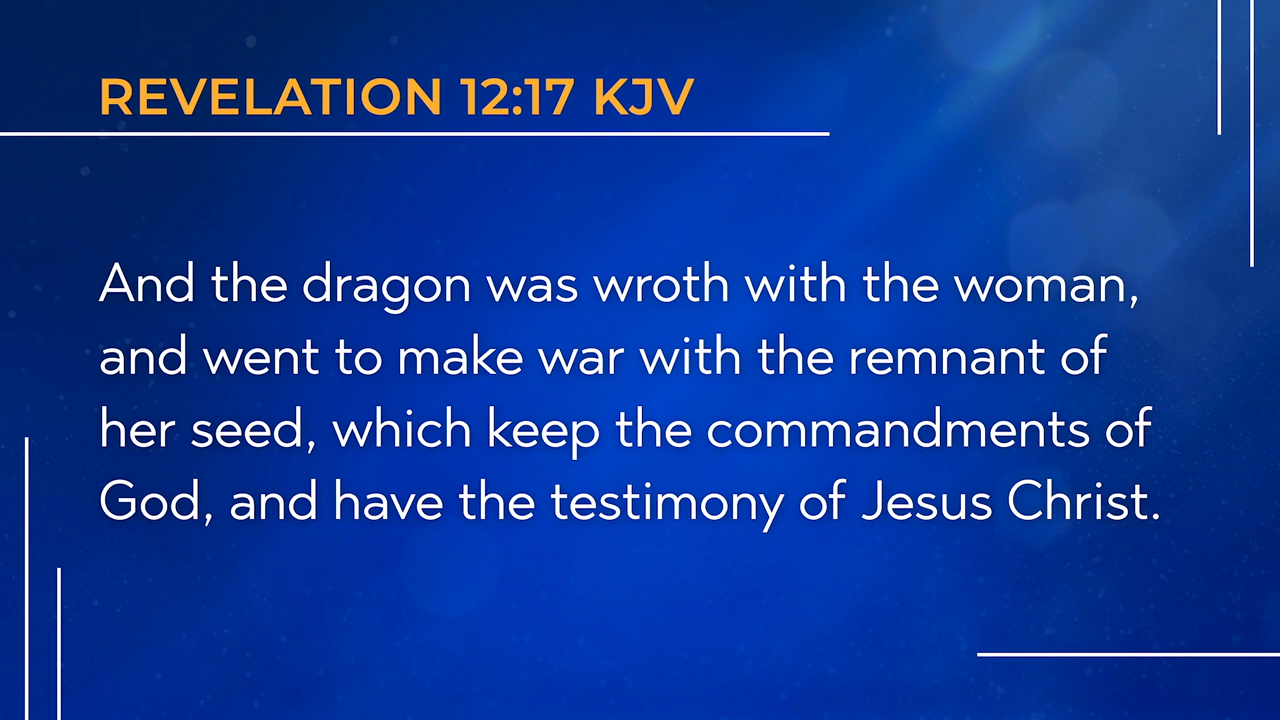 REVELATION 12:17 KJV
And the dragon was wroth with the woman,
and went to make war with the remnant of
her seed, which keep the commandments of
God, and have the testimony of Jesus Christ.